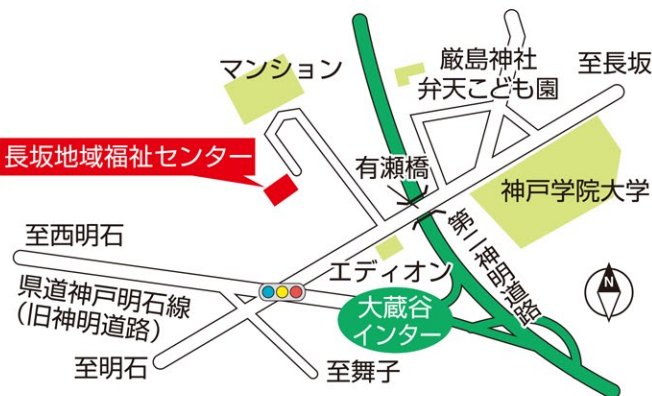 マンション
厳島神社
弁天こども園
至長坂
長坂地域福祉センター
有瀬橋
神戸学院大学
至西明石
エディオン
第二神明道路
県道神戸明石線
(旧神明道路)
大蔵谷
インター
N
至明石
至舞子